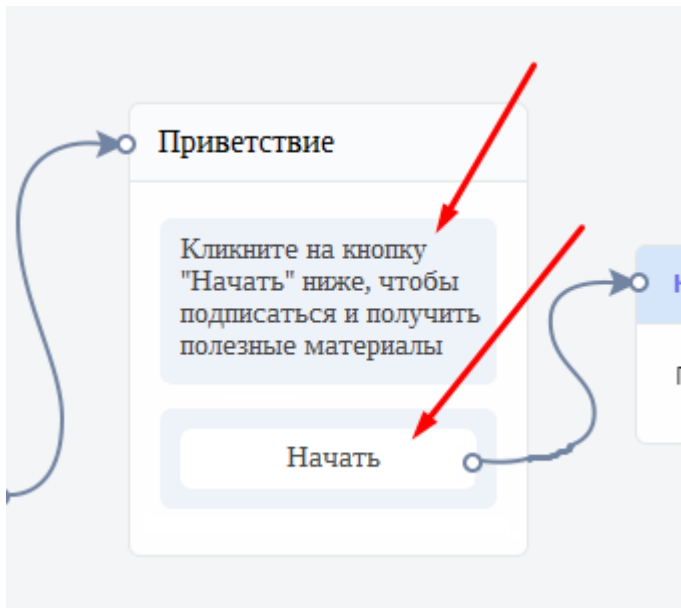 Приветствие
Кликните на кнопку
"Начать" ниже, чтобы
подписаться и получить
полезные материалы
Начать